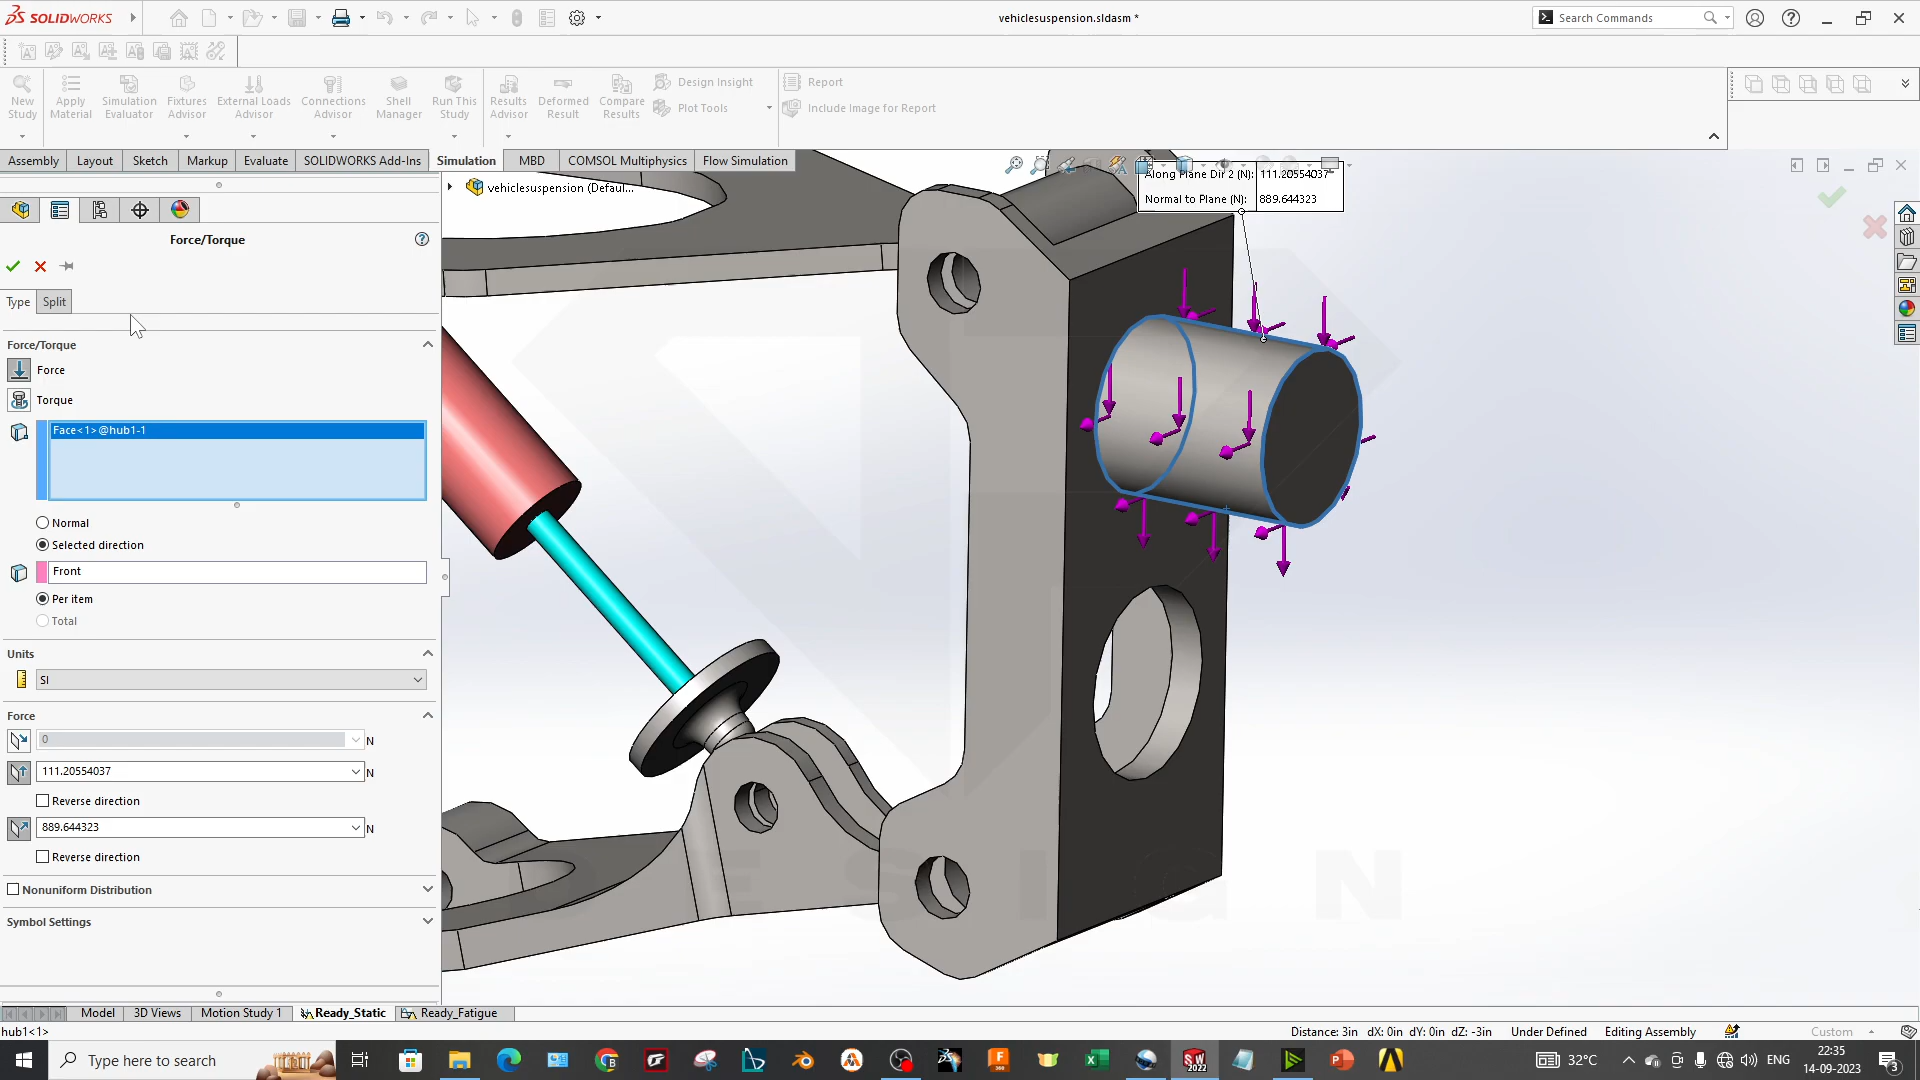 SOLIDWORKS
vehiclesuspension.sldasm *
Search Commands
New Study
Apply Material
Simulation Evaluator
Fixtures Advisor
External Loads Advisor
Connections Advisor
Shell Manager
Run This Study
Results Advisor
Deformed Result
Compare Results
Design Insight
Plot Tools
Report
Include Image for Report
Assembly
Layout
Sketch
Markup
Evaluate
SOLIDWORKS Add-Ins
Simulation
MBD
COMSOL Multiphysics
Flow Simulation
vehiclesuspension (Defaul...
Along Plane Dir 2 (N): 111.20554037
Normal to Plane (N): 889.644323
Force/Torque
Type
Split
Force/Torque
Force
Torque
Face<1>@hub1-1
Normal
Selected direction
Front
Per item
Total
Units
SI
Force
0 N
111.20554037 N
Reverse direction
889.644323 N
Reverse direction
Nonuniform Distribution
Symbol Settings
DESIGN
Model
3D Views
Motion Study 1
Ready_Static
Ready_Fatigue
hub1<1>
Distance: 3in dX: 0in dY: 0in dZ: -3in
Under Defined
Editing Assembly
Custom
Type here to search
32°C
ENG
22:35
14-09-2023
3